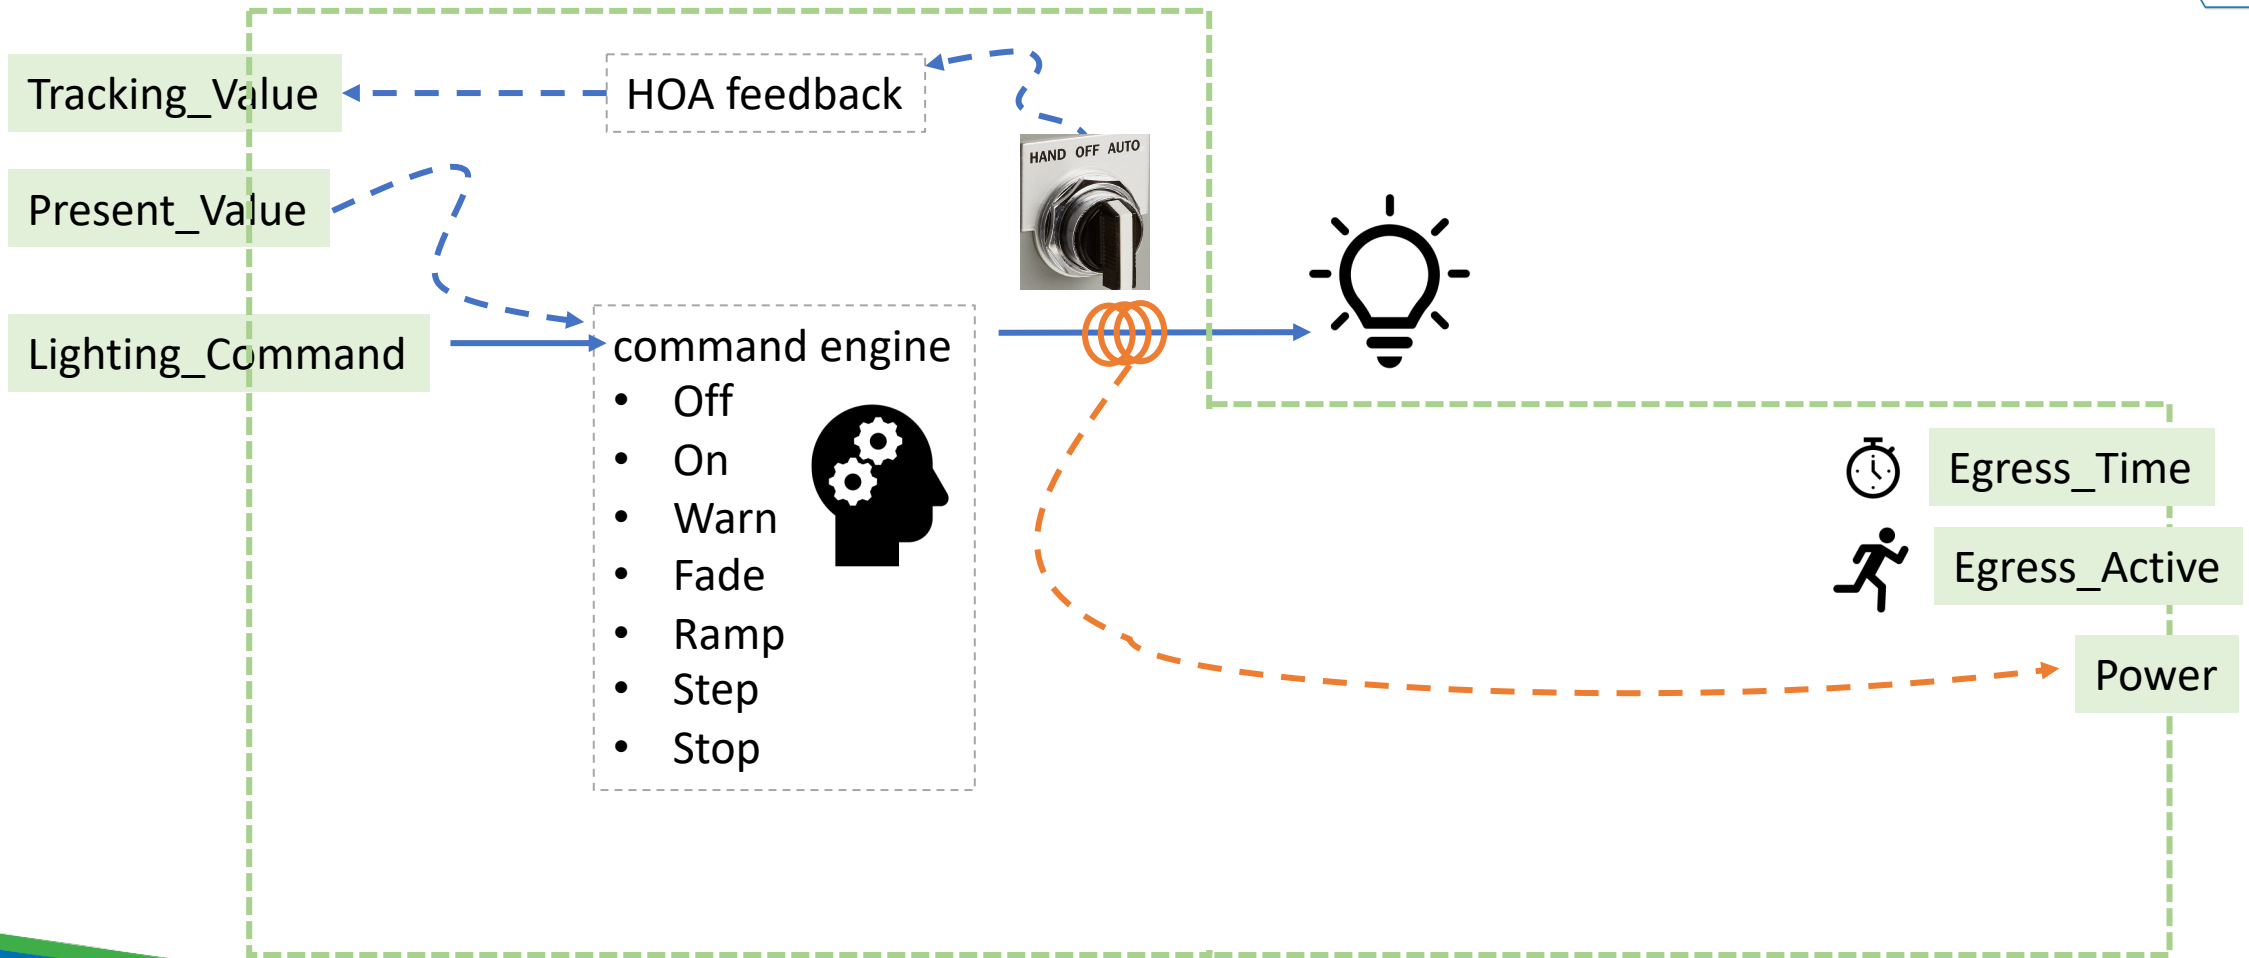 Tracking_Value
HOA feedback
HAND OFF AUTO
Present_Value
Lighting_Command
command engine
• Off
• On
• Warn
• Fade
• Ramp
• Step
• Stop
Egress_Time
Egress_Active
Power